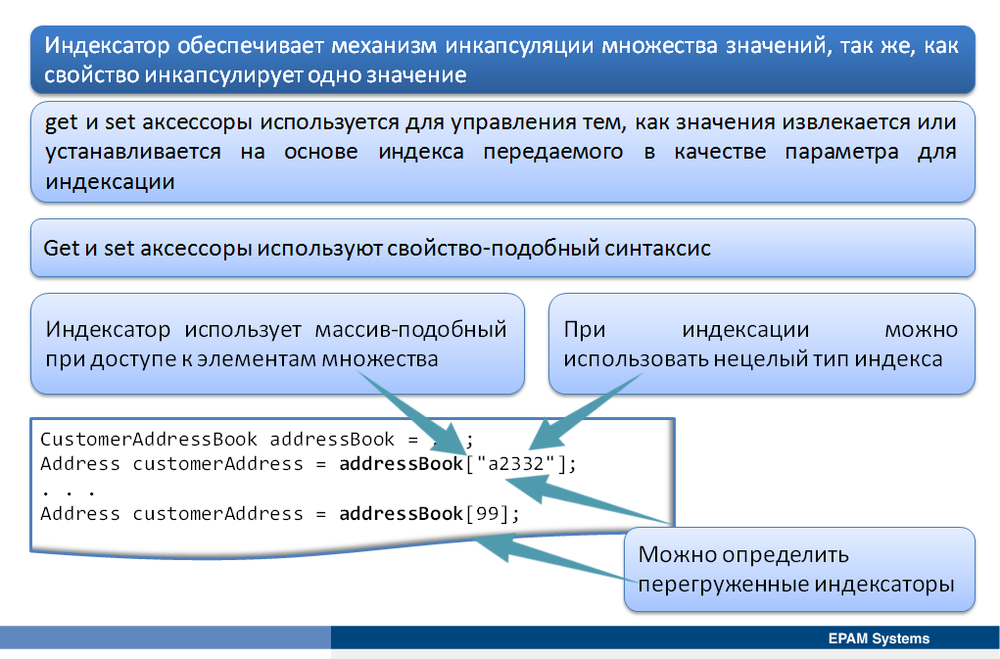 Индексатор обеспечивает механизм инкапсуляции множества значений, так же, как
свойство инкапсулирует одно значение
get и set аксессоры используется для управления тем, как значения извлекается или
устанавливается на основе индекса передаемого в качестве параметра для
индексации
Get и set аксессоры используют свойство-подобный синтаксис
Индексатор использует массив-подобный
при доступе к элементам множества
При индексации можно
использовать нецелый тип индекса
CustomerAddressBook addressBook = ;
Address customerAddress = addressBook["a2332"];
. . .
Address customerAddress = addressBook[99];
Можно определить
перегруженные индексаторы
EPAM Systems